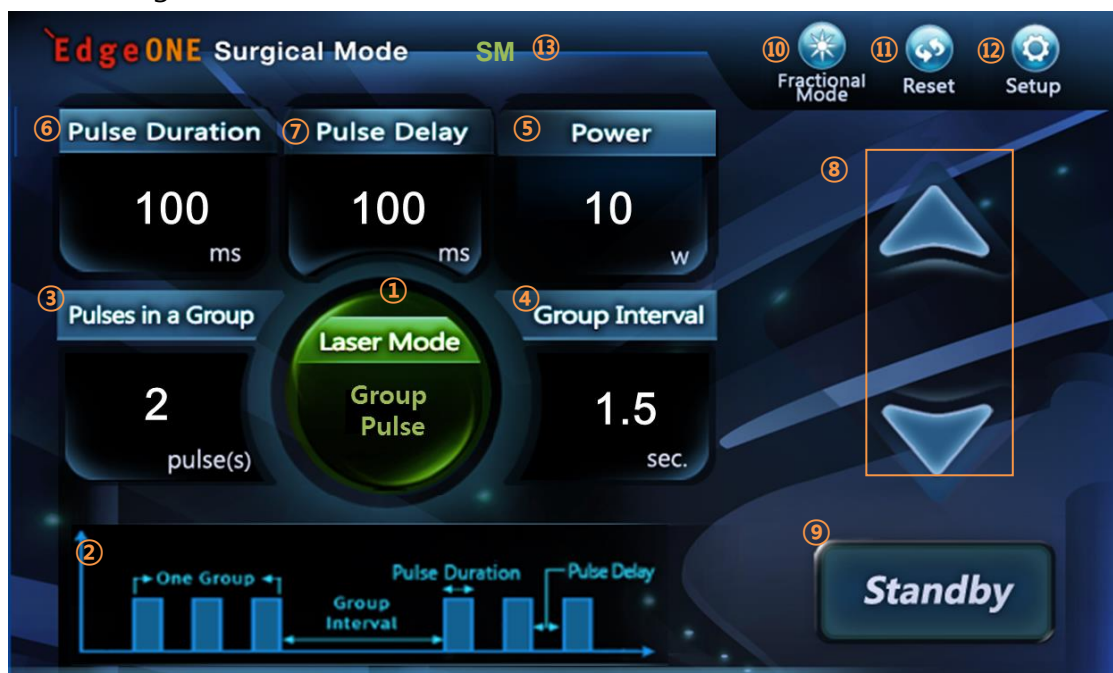 EdgeONE Surgical Mode SM ⑬
⑩ Fractional Mode
⑪ Reset
⑫ Setup
⑥ Pulse Duration
100
ms
⑦ Pulse Delay
100
ms
⑤ Power
10
w
⑧
③ Pulses in a Group
2
pulse(s)
①
Laser Mode
Group
Pulse
④ Group Interval
1.5
sec.
②
One Group
Group
Interval
Pulse Duration
Pulse Delay
⑨
Standby